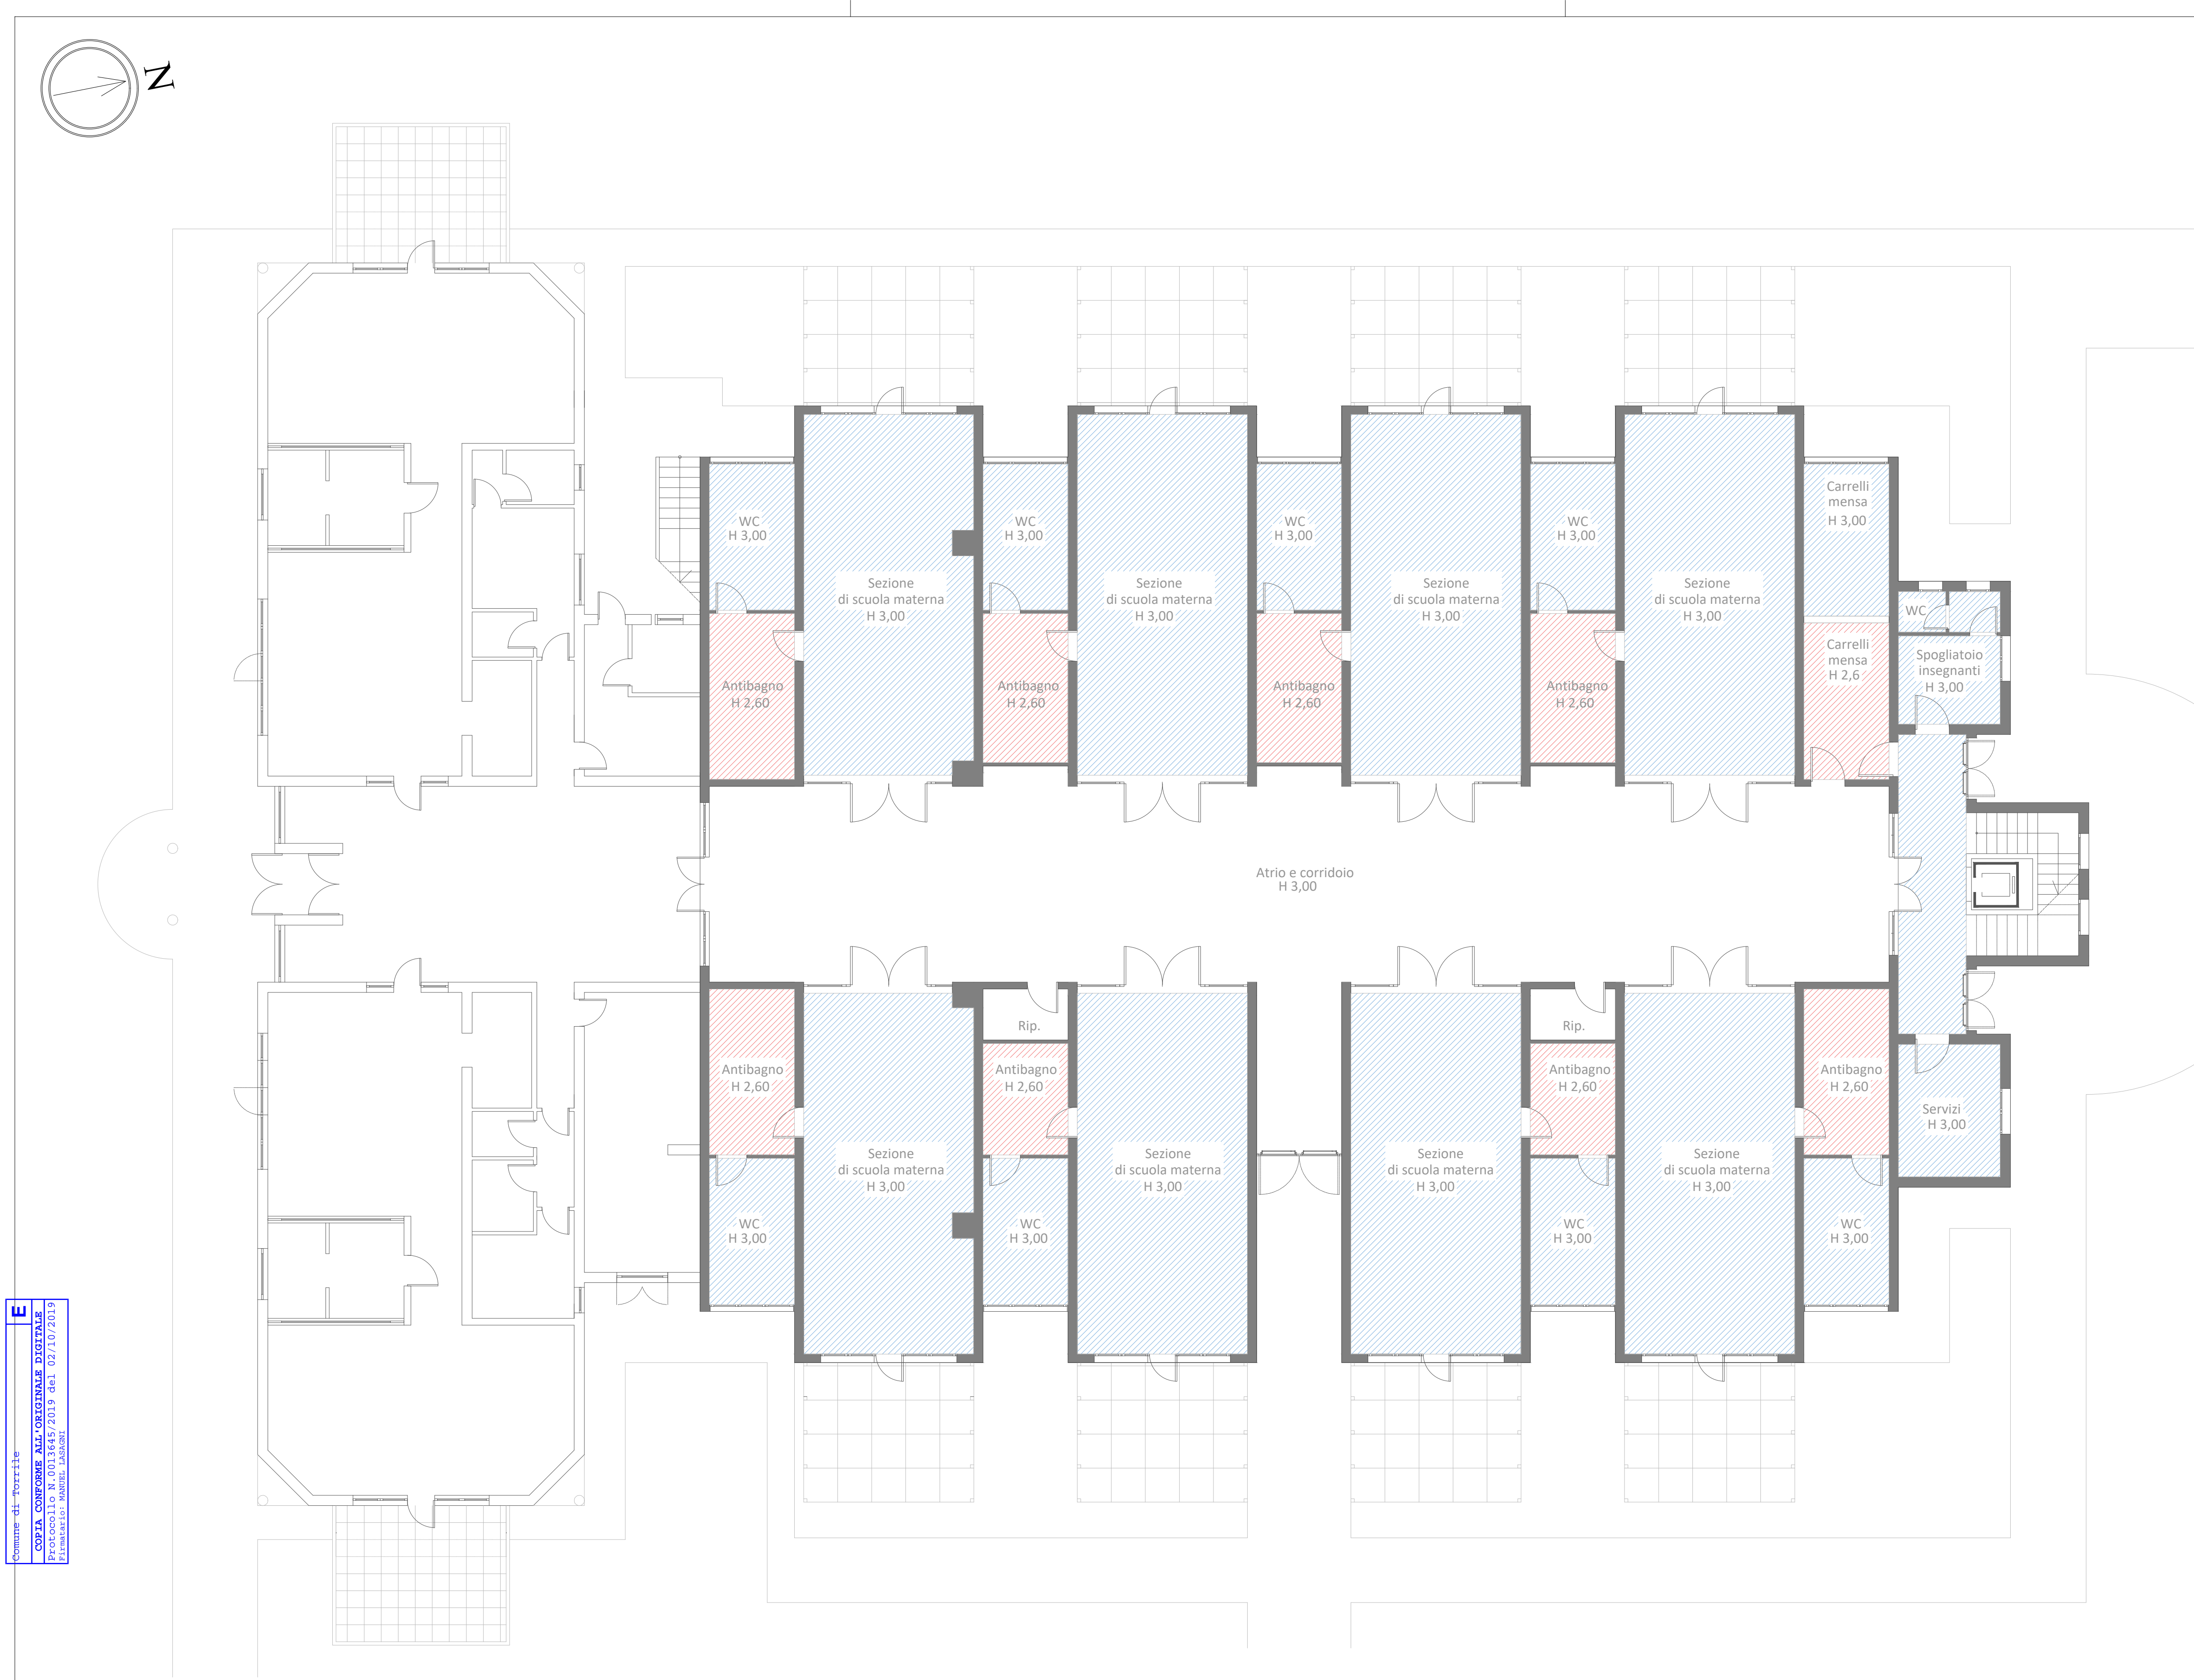 N
WC
H 3,00
Sezione
di scuola materna
H 3,00
WC
H 3,00
Sezione
di scuola materna
H 3,00
WC
H 3,00
Sezione
di scuola materna
H 3,00
WC
H 3,00
Sezione
di scuola materna
H 3,00
Carrelli
mensa
H 3,00
WC
Carrelli
mensa
H 2,6
Spogliatoio
insegnanti
H 3,00
Antibagno
H 2,60
Antibagno
H 2,60
Antibagno
H 2,60
Antibagno
H 2,60
Atrio e corridoio
H 3,00
Rip.
Rip.
Antibagno
H 2,60
Antibagno
H 2,60
Antibagno
H 2,60
Antibagno
H 2,60
Servizi
H 3,00
Sezione
di scuola materna
H 3,00
Sezione
di scuola materna
H 3,00
Sezione
di scuola materna
H 3,00
Sezione
di scuola materna
H 3,00
WC
H 3,00
WC
H 3,00
WC
H 3,00
WC
H 3,00
Comune di Torrile
E
COPIA CONFORME ALL'ORIGINALE DIGITALE
Protocollo N.0013645/2019 del 02/10/2019
Firmatario: MANUEL LASAGNI